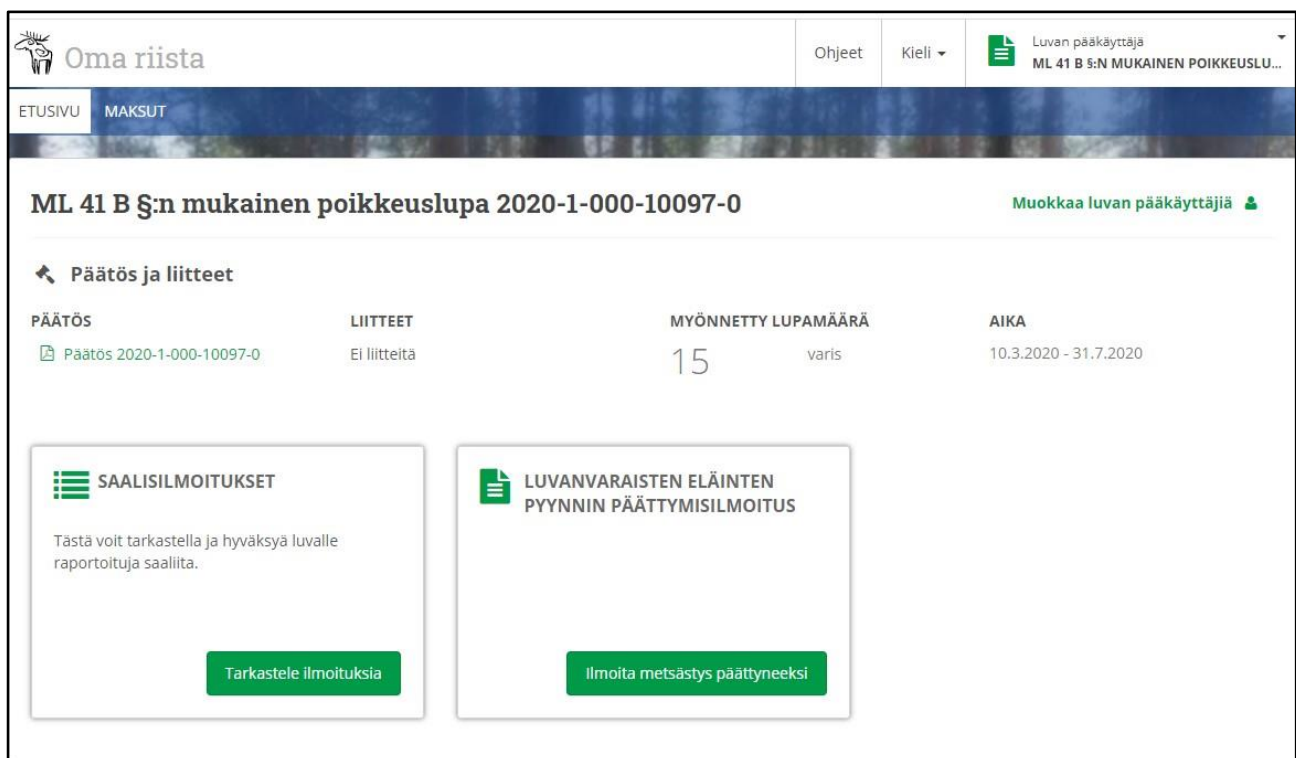 Oma riista
Ohjeet
Kieli
Luvan pääkäyttäjä
ML 41 B §:N MUKAINEN POIKKEUSLU...
ETUSIVU MAKSUT
ML 41 B §:n mukainen poikkeuslupa 2020-1-000-10097-0
Muokkaa luvan pääkäyttäjiä
Päätös ja liitteet
PÄÄTÖS LIITTEET MYÖNNETTY LUPAMÄÄRÄ AIKA
Päätös 2020-1-000-10097-0 Ei liitteitä 15 varis 10.3.2020 - 31.7.2020
SAALISILMOITUKSET
Tästä voit tarkastella ja hyväksyä luvalle
raportoituja saaliita.
Tarkastele ilmoituksia
LUVANVARAISTEN ELÄINTEN
PYYNNIN PÄÄTTYMISILMOITUS
Ilmoita metsästys päättyneeksi